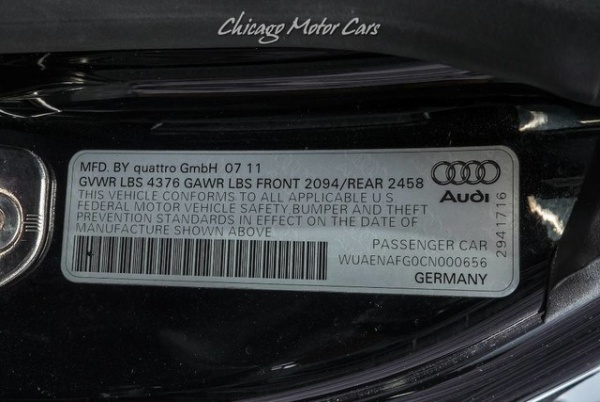 Chicago Motor Cars
MFD. BY quattro GmbH 07 11
GVWR LBS 4376 GAWR LBS FRONT 2094/REAR 2458
THIS VEHICLE CONFORMS TO ALL APPLICABLE U S
FEDERAL MOTOR VEHICLE SAFETY BUMPER AND THEFT
PREVENTION STANDARDS IN EFFECT ON THE DATE OF
MANUFACTURE SHOWN ABOVE
Audi
2941716
PASSENGER CAR
WUAENAFG0CN000656
GERMANY